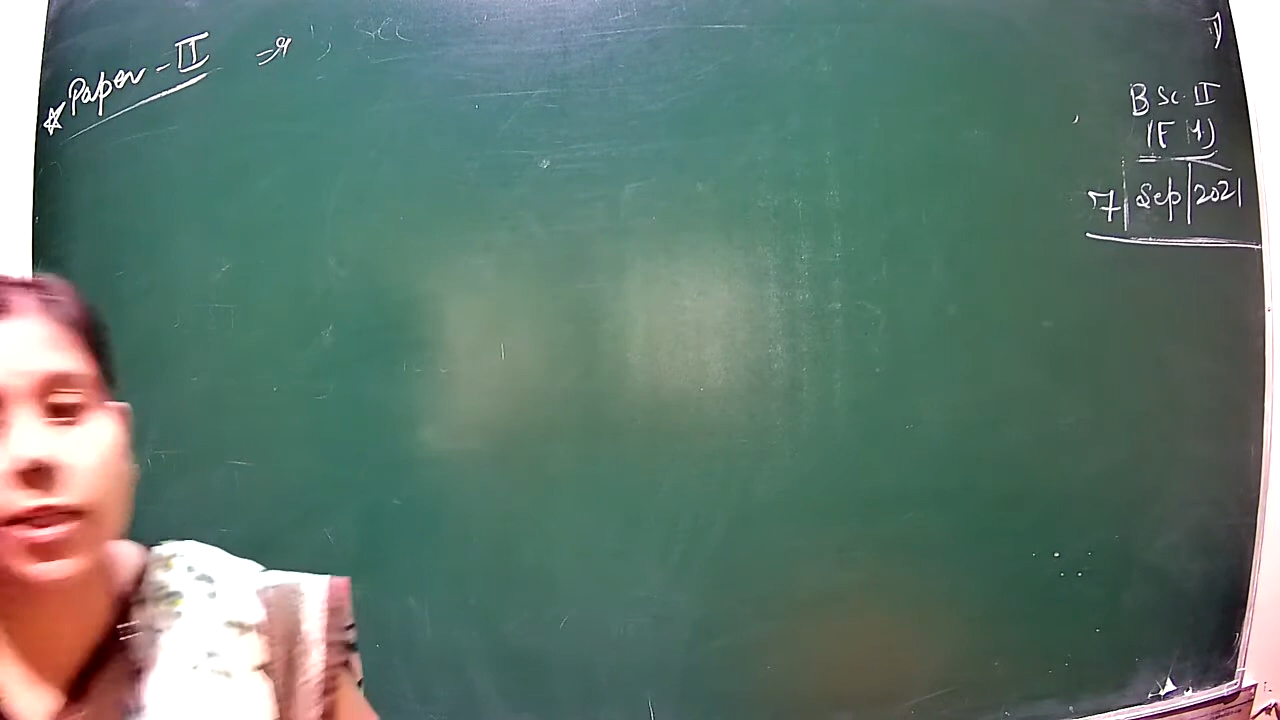 ★ Paper - II ⇒
1)
B Sc. II
(F M)
7 | Sep | 2021